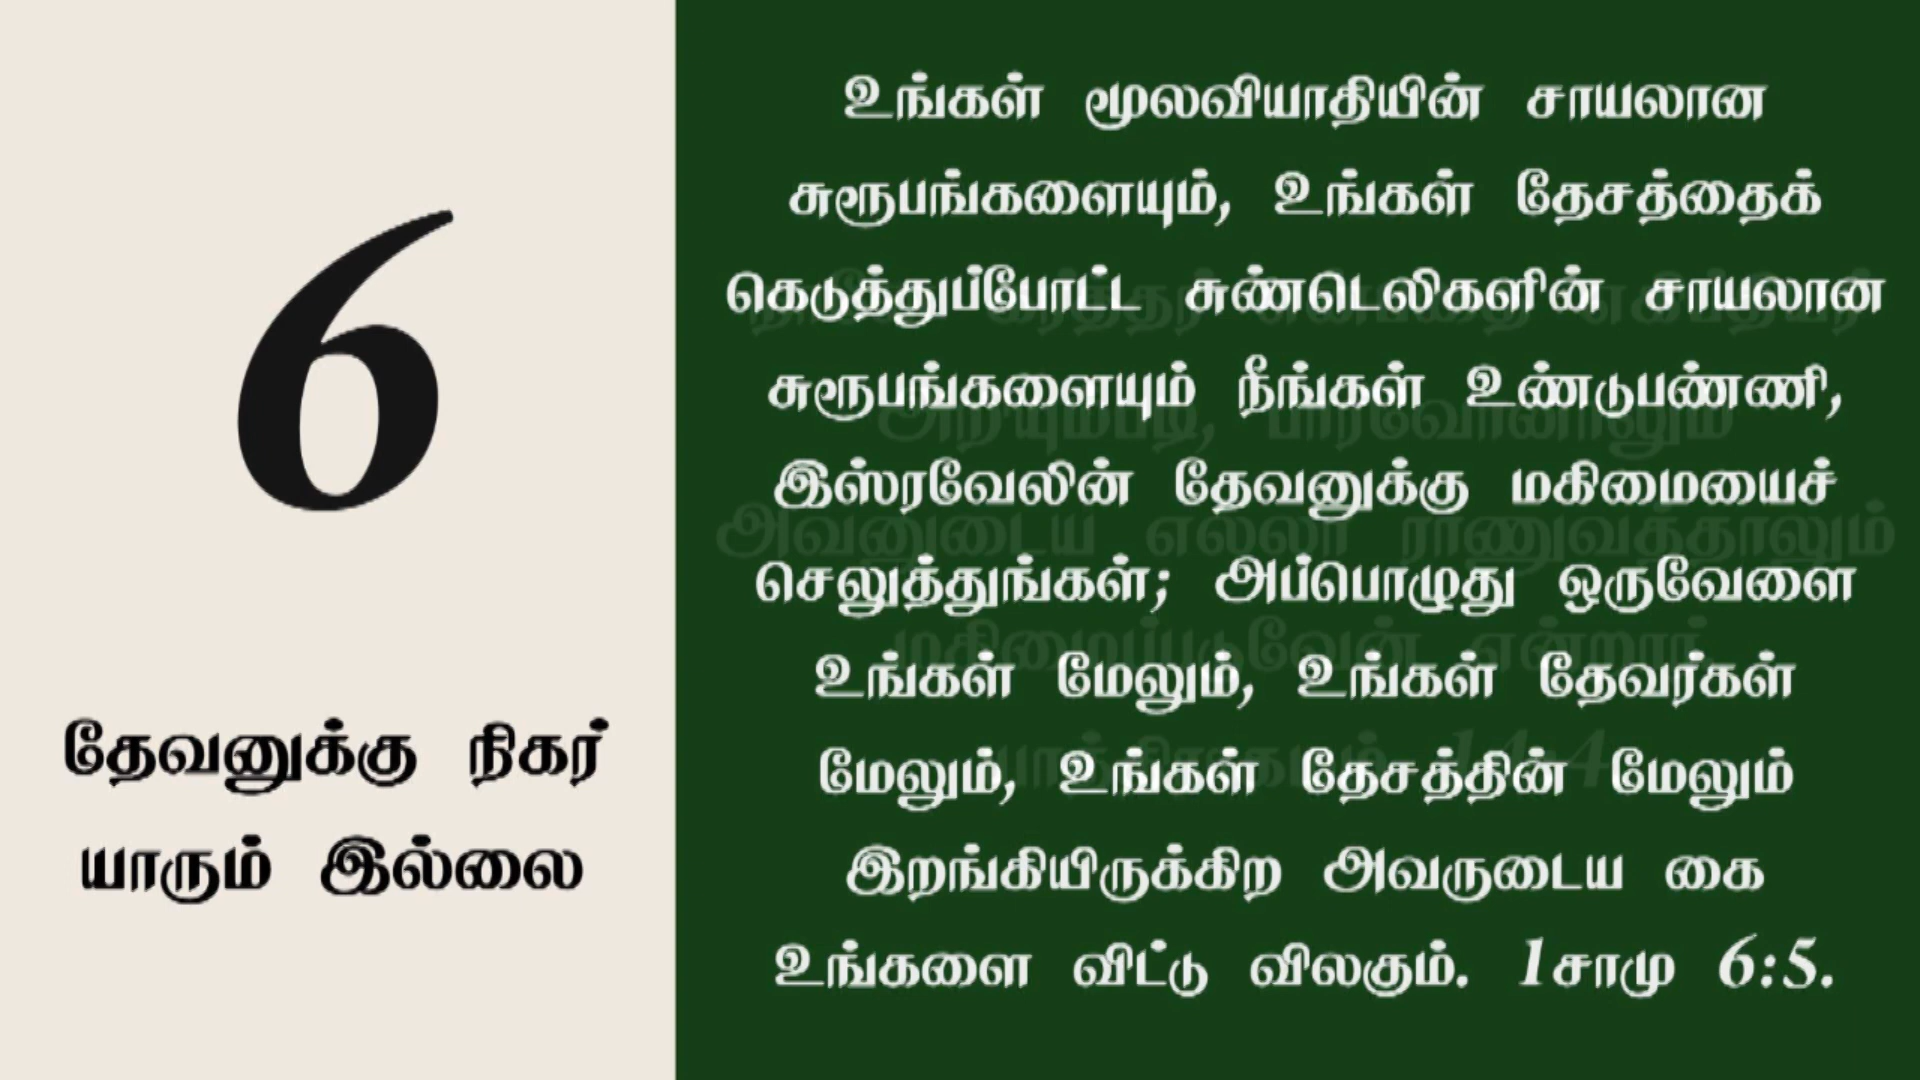 6
தேவனுக்கு நிகர்
யாரும் இல்லை
உங்கள் மூலவியாதியின் சாயலான
சுரூபங்களையும், உங்கள் தேசத்தைக்
கெடுத்துப்போட்ட சுண்டெலிகளின் சாயலான
சுரூபங்களையும் நீங்கள் உண்டுபண்ணி,
இஸ்ரவேலின் தேவனுக்கு மகிமையைச்
செலுத்துங்கள்; அப்பொழுது ஒருவேளை
உங்கள் மேலும், உங்கள் தேவர்கள்
மேலும், உங்கள் தேசத்தின் மேலும்
இறங்கியிருக்கிற அவருடைய கை
உங்களை விட்டு விலகும். 1சாமு 6:5.